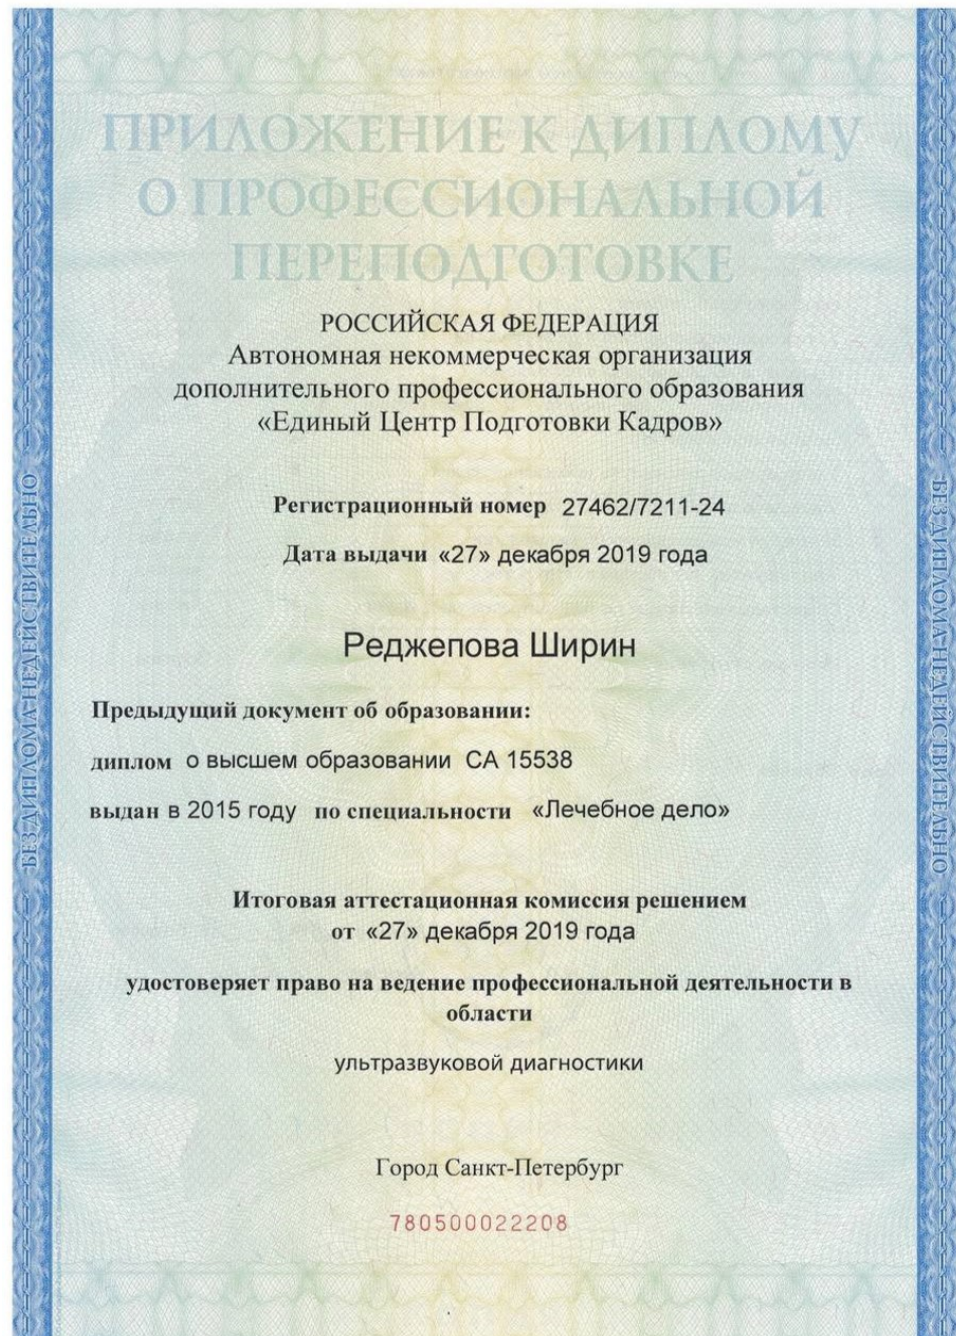 ПРИЛОЖЕНИЕ К ДИПЛОМУ
О ПРОФЕССИОНАЛЬНОЙ
ПЕРЕПОДГОТОВКЕ
РОССИЙСКАЯ ФЕДЕРАЦИЯ
Автономная некоммерческая организация
дополнительного профессионального образования
«Единый Центр Подготовки Кадров»
Регистрационный номер 27462/7211-24
Дата выдачи «27» декабря 2019 года
Реджепова Ширин
Предыдущий документ об образовании:
диплом о высшем образовании СА 15538
выдан в 2015 году по специальности «Лечебное дело»
Итоговая аттестационная комиссия решением
от «27» декабря 2019 года
удостоверяет право на ведение профессиональной деятельности в
области
ультразвуковой диагностики
Город Санкт-Петербург
780500022208
БЕЗ ДИПЛОМА НЕДЕЙСТВИТЕЛЬНО
БЕЗ ДИПЛОМА НЕДЕЙСТВИТЕЛЬНО